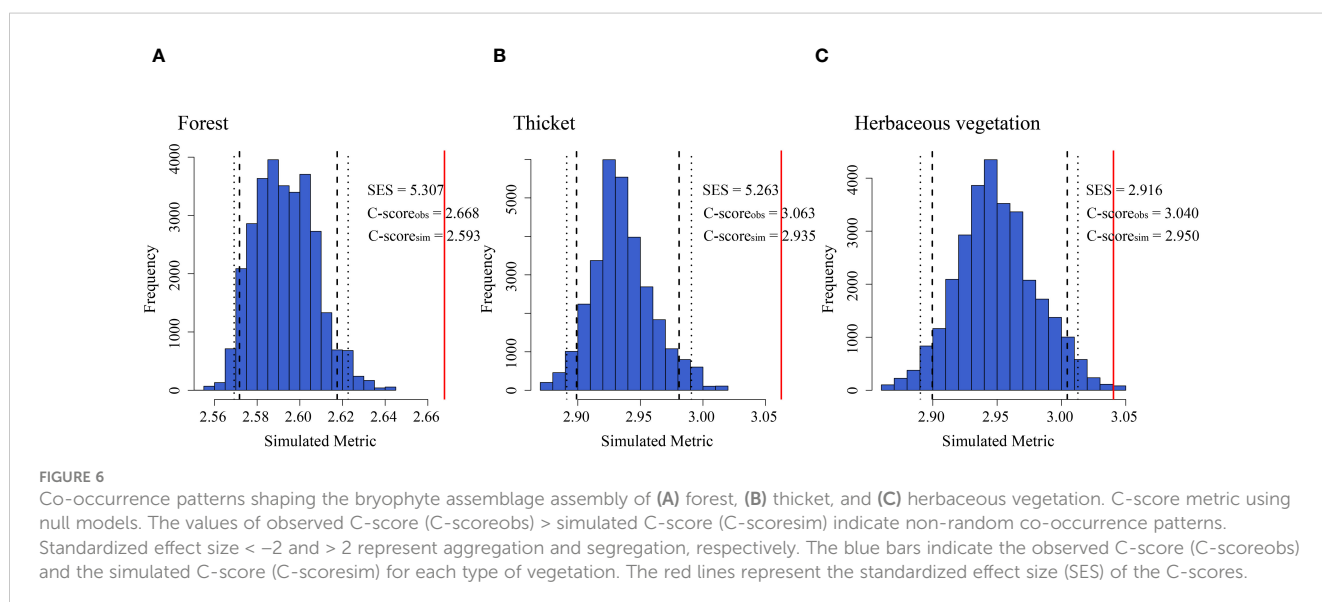 A
B
C
Forest
Thicket
Herbaceous vegetation
SES = 5.307
C-scoreobs = 2.668
C-scoresim = 2.593
Frequency
0
1000
2000
3000
4000
2.56 2.58 2.60 2.62 2.64 2.66
Simulated Metric
SES = 5.263
C-scoreobs = 3.063
C-scoresim = 2.935
Frequency
0
1000
3000
5000
2.90 2.95 3.00 3.05
Simulated Metric
SES = 2.916
C-scoreobs = 3.040
C-scoresim = 2.950
Frequency
0
1000
2000
3000
4000
2.90 2.95 3.00 3.05
Simulated Metric
FIGURE 6
Co-occurrence patterns shaping the bryophyte assemblage assembly of (A) forest, (B) thicket, and (C) herbaceous vegetation. C-score metric using
null models. The values of observed C-score (C-scoreobs) > simulated C-score (C-scoresim) indicate non-random co-occurrence patterns.
Standardized effect size < –2 and > 2 represent aggregation and segregation, respectively. The blue bars indicate the observed C-score (C-scoreobs)
and the simulated C-score (C-scoresim) for each type of vegetation. The red lines represent the standardized effect size (SES) of the C-scores.